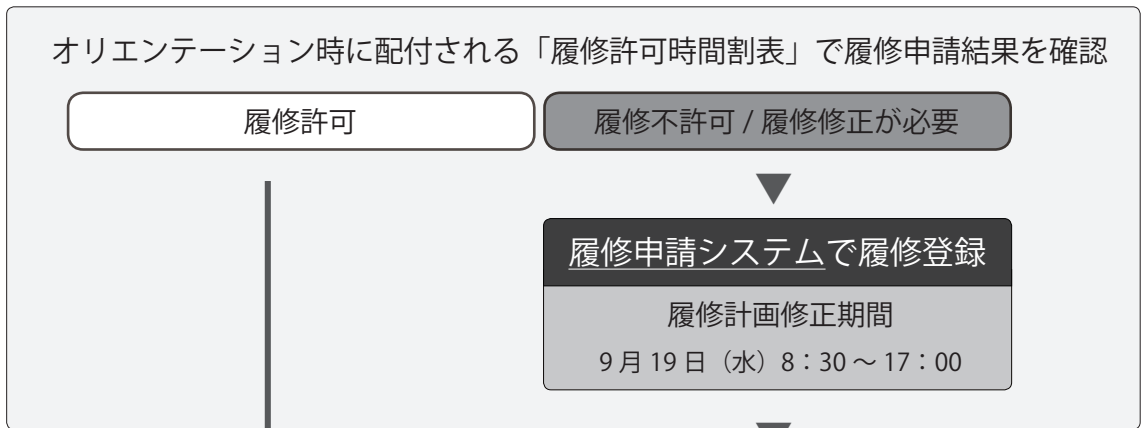 オリエンテーション時に配付される「履修許可時間割表」で履修申請結果を確認
履修許可
履修不許可 / 履修修正が必要
履修申請システムで履修登録
履修計画修正期間
9 月 19 日（水）8：30 ～ 17：00